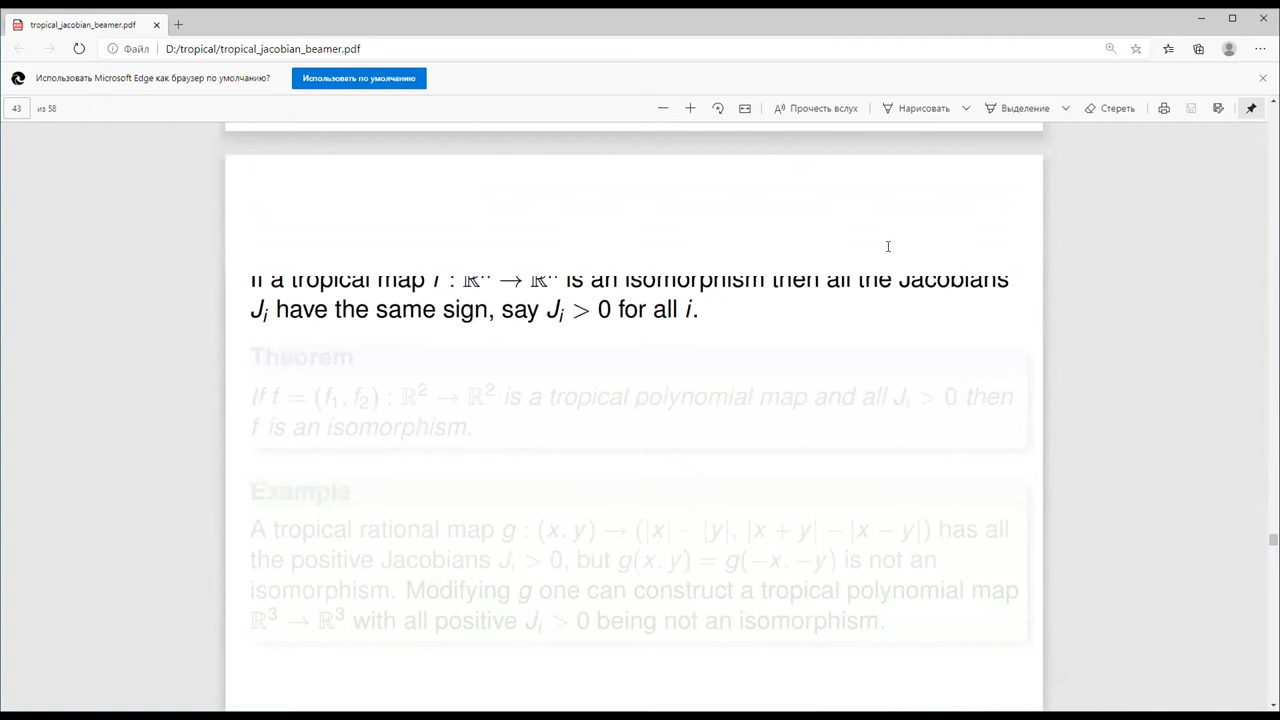 tropical_jacobian_beamer.pdf
Файл D:/tropical/tropical_jacobian_beamer.pdf
Использовать Microsoft Edge как браузер по умолчанию? Использовать по умолчанию
43 из 58 Прочесть вслух Нарисовать Выделение Стереть
If a tropical map f : ℝⁿ → ℝⁿ is an isomorphism then all the Jacobians
Jᵢ have the same sign, say Jᵢ > 0 for all i.
Theorem
If f = (f₁, f₂) : ℝ² → ℝ² is a tropical polynomial map and all Jᵢ > 0 then
f is an isomorphism.
Example
A tropical rational map g : (x, y) → (|x| − |y|, |x + y| − |x − y|) has all
the positive Jacobians Jᵢ > 0, but g(x, y) = g(−x, −y) is not an
isomorphism. Modifying g one can construct a tropical polynomial map
ℝ³ → ℝ³ with all positive Jᵢ > 0 being not an isomorphism.